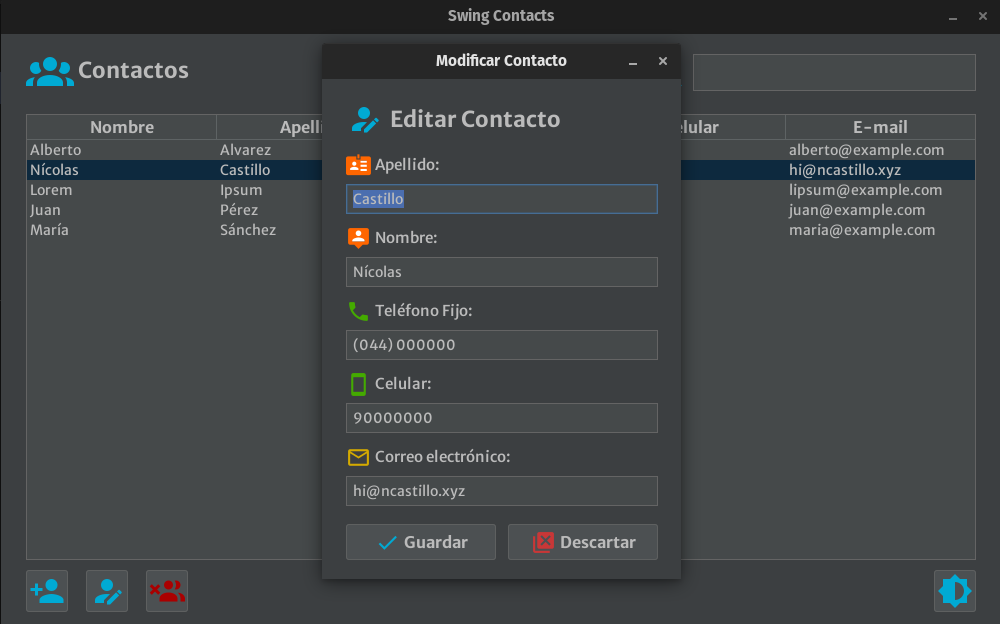 Swing Contacts
Contactos
Nombre Apelli elular E-mail
Alberto Alvarez alberto@example.com
Nícolas Castillo hi@ncastillo.xyz
Lorem Ipsum lipsum@example.com
Juan Pérez juan@example.com
María Sánchez maria@example.com
Modificar Contacto
Editar Contacto
Apellido:
Castillo
Nombre:
Nícolas
Teléfono Fijo:
(044) 000000
Celular:
90000000
Correo electrónico:
hi@ncastillo.xyz
Guardar Descartar